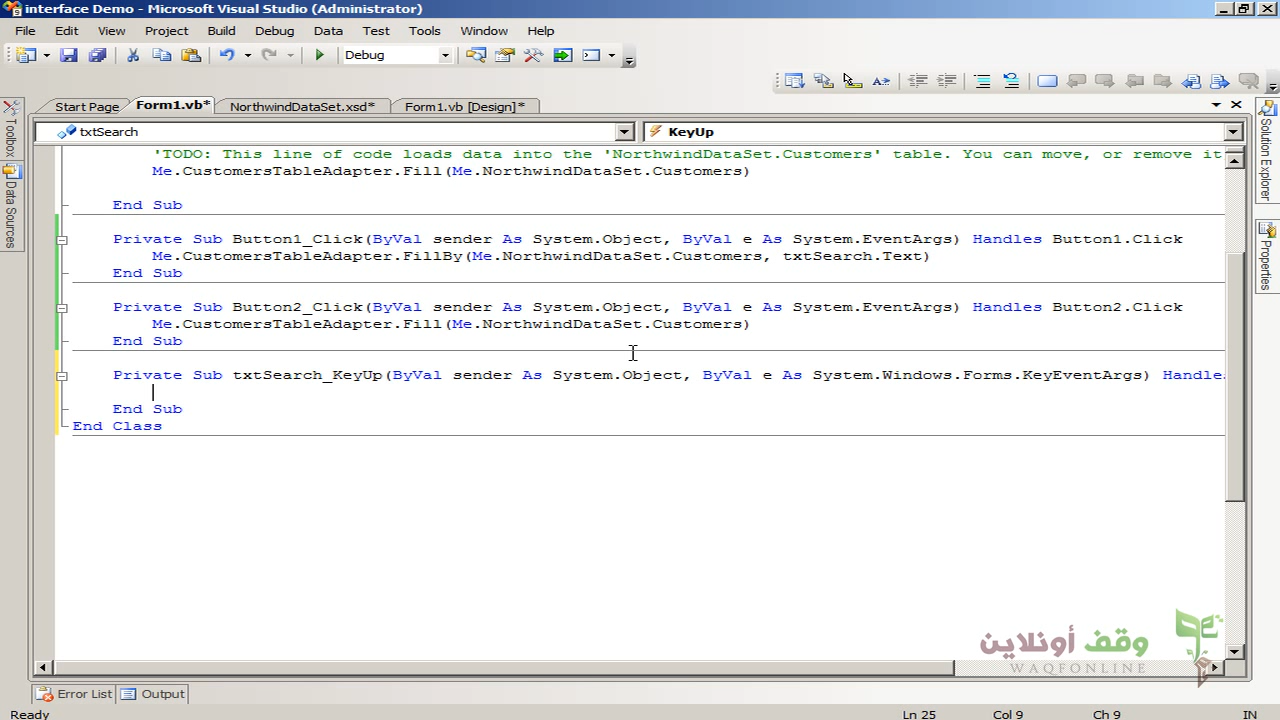 interface Demo - Microsoft Visual Studio (Administrator)
File Edit View Project Build Debug Data Test Tools Window Help
Debug
Start Page Form1.vb* NorthwindDataSet.xsd* Form1.vb [Design]*
txtSearch KeyUp
Toolbox
Data Sources
Solution Explorer
Properties
'TODO: This line of code loads data into the 'NorthwindDataSet.Customers' table. You can move, or remove it
Me.CustomersTableAdapter.Fill(Me.NorthwindDataSet.Customers)
End Sub
Private Sub Button1_Click(ByVal sender As System.Object, ByVal e As System.EventArgs) Handles Button1.Click
Me.CustomersTableAdapter.FillBy(Me.NorthwindDataSet.Customers, txtSearch.Text)
End Sub
Private Sub Button2_Click(ByVal sender As System.Object, ByVal e As System.EventArgs) Handles Button2.Click
Me.CustomersTableAdapter.Fill(Me.NorthwindDataSet.Customers)
End Sub
Private Sub txtSearch_KeyUp(ByVal sender As System.Object, ByVal e As System.Windows.Forms.KeyEventArgs) Handles
End Sub
End Class
وقف أونلاين
WAQFONLINE
Error List Output
Ready Ln 25 Col 9 Ch 9 IN